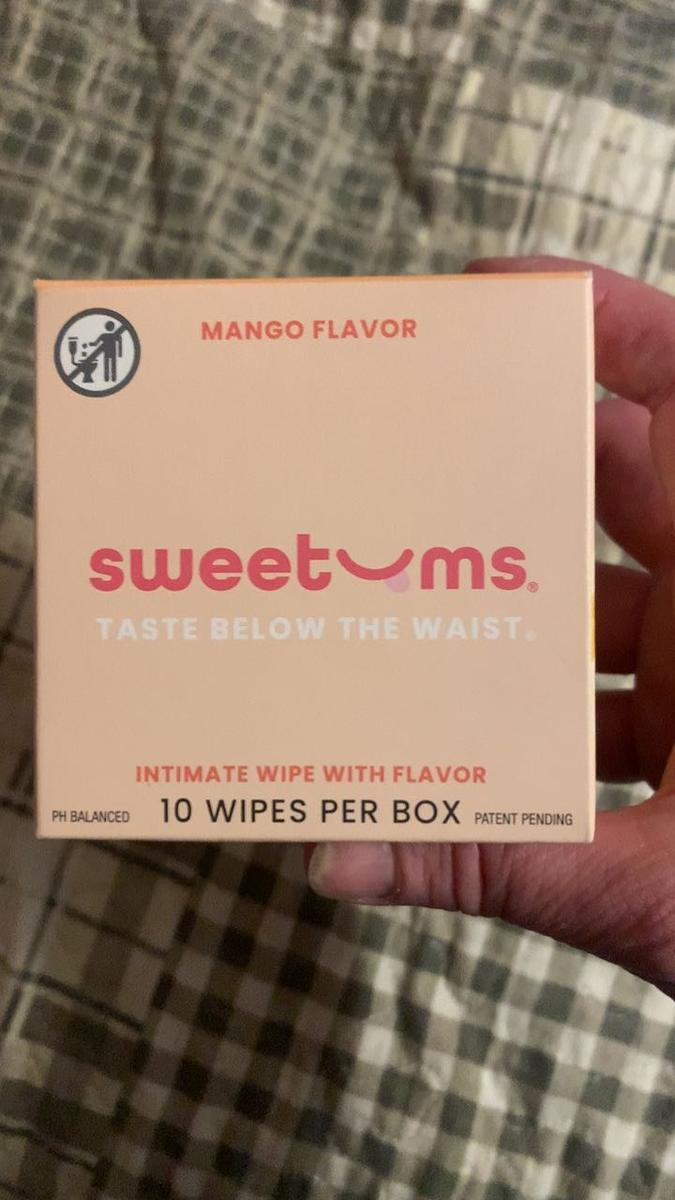 MANGO FLAVOR
sweetums®
TASTE BELOW THE WAIST®
INTIMATE WIPE WITH FLAVOR
PH BALANCED 10 WIPES PER BOX PATENT PENDING